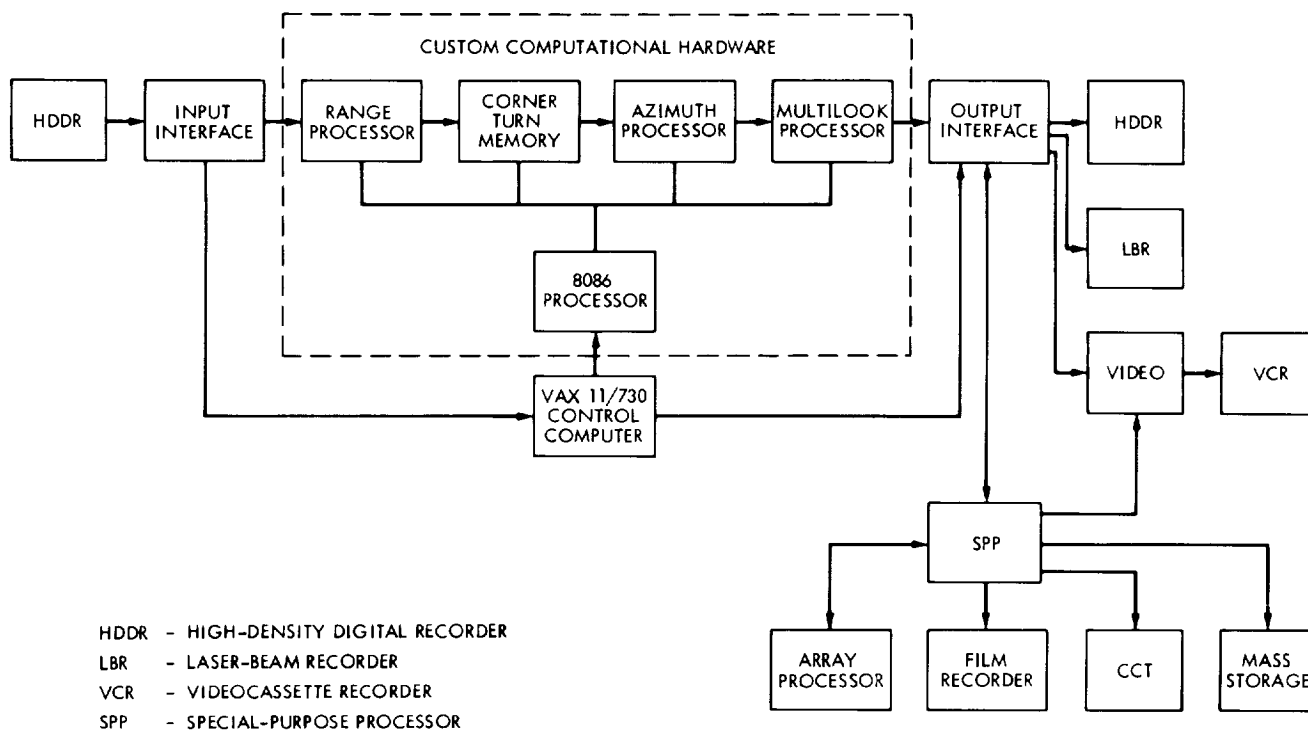 CUSTOM COMPUTATIONAL HARDWARE
HDDR
INPUT
INTERFACE
RANGE
PROCESSOR
CORNER
TURN
MEMORY
AZIMUTH
PROCESSOR
MULTILOOK
PROCESSOR
OUTPUT
INTERFACE
HDDR
LBR
8086
PROCESSOR
VAX 11/730
CONTROL
COMPUTER
VIDEO
VCR
SPP
ARRAY
PROCESSOR
FILM
RECORDER
CCT
MASS
STORAGE
HDDR - HIGH-DENSITY DIGITAL RECORDER
LBR - LASER-BEAM RECORDER
VCR - VIDEOCASSETTE RECORDER
SPP - SPECIAL-PURPOSE PROCESSOR